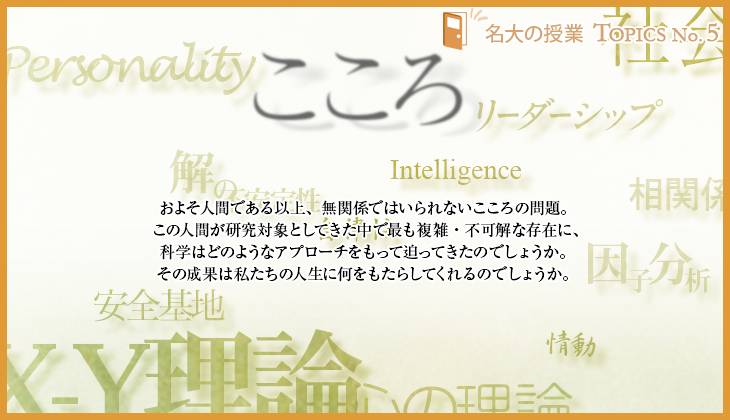 名大の授業 TOPICS No.5
社会
Personality
こころ
リーダーシップ
解の不安定性
Intelligence
相関係
およそ人間である以上、無関係ではいられないこころの問題。
この人間が研究対象としてきた中で最も複雑・不可解な存在に、
科学はどのようなアプローチをもって迫ってきたのでしょうか。
その成果は私たちの人生に何をもたらしてくれるのでしょうか。
因子分析
安全基地
情動
X-Y理論
心の理論